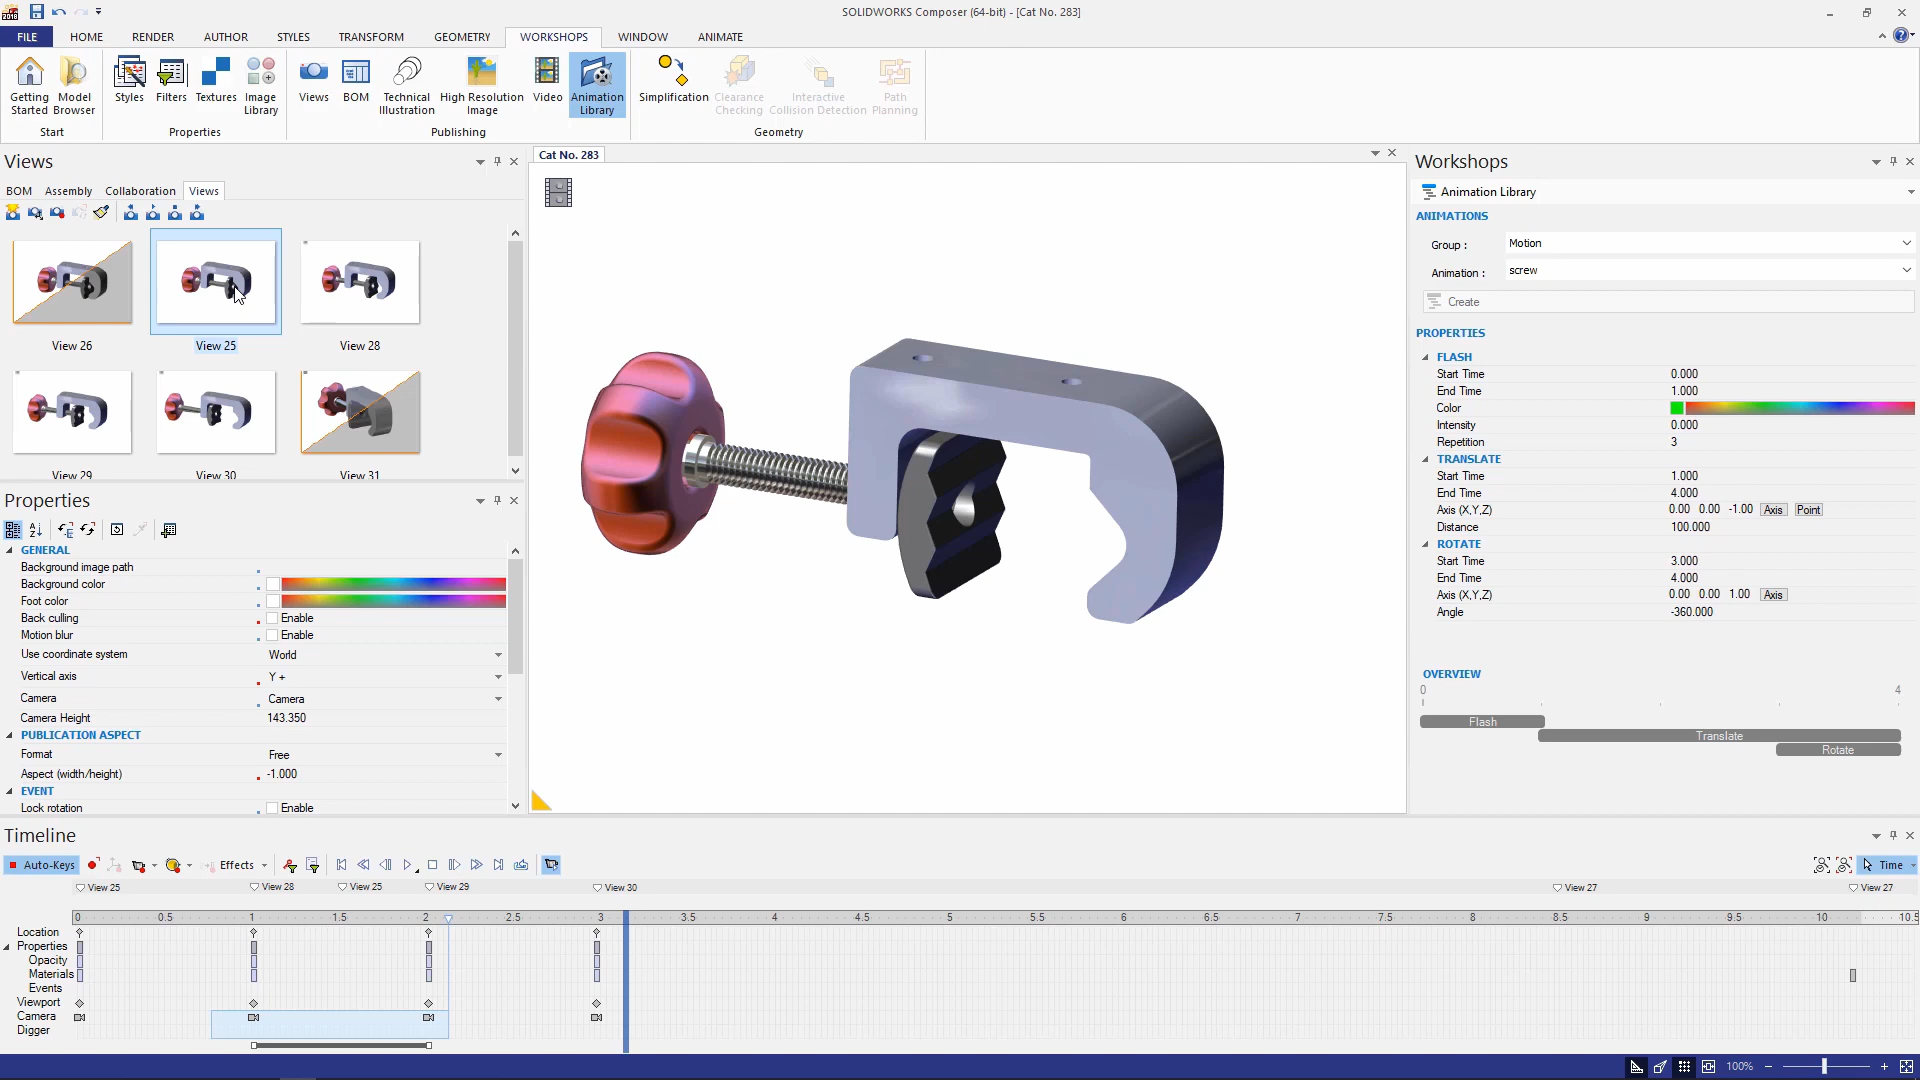 SOLIDWORKS Composer (64-bit) - [Cat No. 283]
FILE HOME RENDER AUTHOR STYLES TRANSFORM GEOMETRY WORKSHOPS WINDOW ANIMATE
Getting Started
Model Browser
Styles
Filters
Textures
Image Library
Views
BOM
Technical Illustration
High Resolution Image
Video
Animation Library
Simplification
Clearance Checking
Interactive Collision Detection
Path Planning
Start
Properties
Publishing
Geometry
Views
BOM Assembly Collaboration Views
View 26
View 25
View 28
View 29
View 30
View 31
Properties
GENERAL
Background image path
Background color
Foot color
Back culling Enable
Motion blur Enable
Use coordinate system World
Vertical axis Y +
Camera Camera
Camera Height 143.350
PUBLICATION ASPECT
Format Free
Aspect (width/height) -1.000
EVENT
Lock rotation Enable
Cat No. 283
Workshops
Animation Library
ANIMATIONS
Group : Motion
Animation : screw
Create
PROPERTIES
FLASH
Start Time 0.000
End Time 1.000
Color
Intensity 0.000
Repetition 3
TRANSLATE
Start Time 1.000
End Time 4.000
Axis (X,Y,Z) 0.00 0.00 -1.00 Axis Point
Distance 100.000
ROTATE
Start Time 3.000
End Time 4.000
Axis (X,Y,Z) 0.00 0.00 1.00 Axis
Angle -360.000
OVERVIEW
0 4
Flash
Translate
Rotate
Timeline
Auto-Keys Effects Time
View 25 View 28 View 25 View 29 View 30 View 27 View 27
0 0.5 1 1.5 2 2.5 3 3.5 4 4.5 5 5.5 6 6.5 7 7.5 8 8.5 9 9.5 10 10.5
Location
Properties
Opacity
Materials
Events
Viewport
Camera
Digger
100%